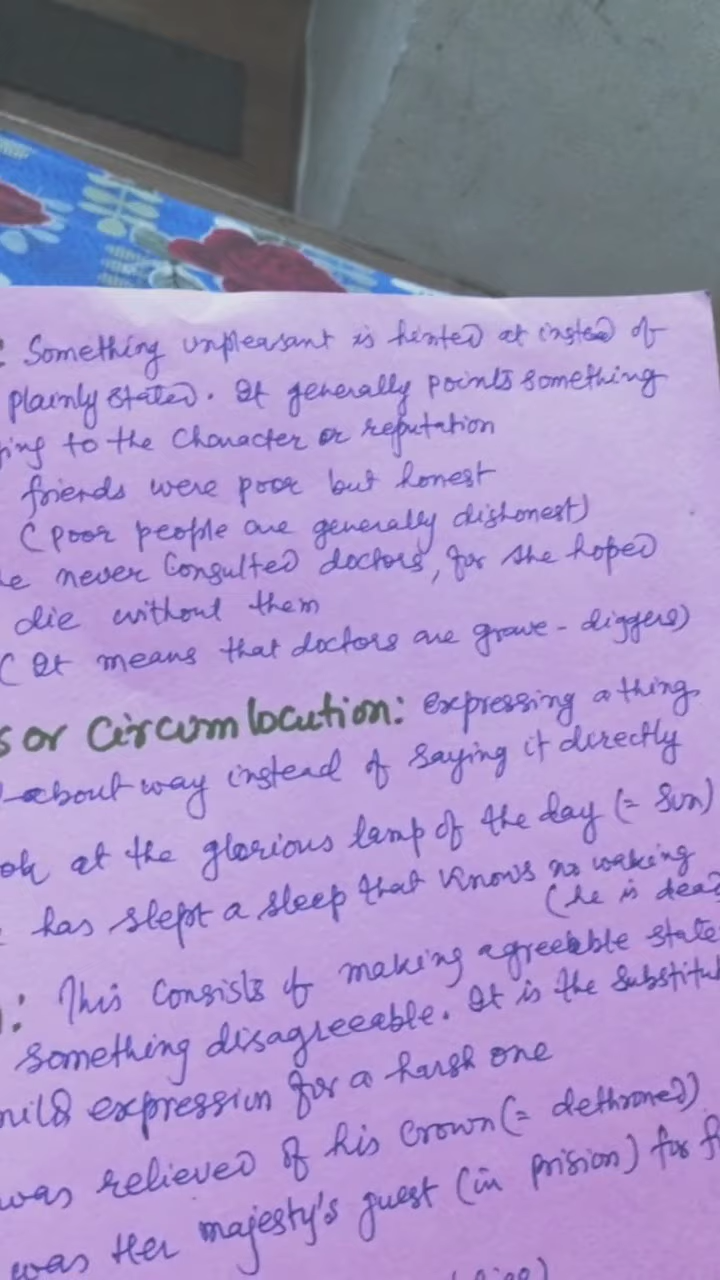 : Something unpleasant is hinted at instead of
plainly stated. It generally points something
ing to the character or reputation
friends were poor but honest
(poor people are generally dishonest)
e never consulted doctors, for she hoped
die without them
( It means that doctors are grave - diggers)
s or Circumlocution: expressing a thing
-about way instead of saying it directly
ok at the glorious lamp of the day (= Sun)
has slept a sleep that knows no waking
(he is dead
: This consists of making agreeable state
something disagreeable. It is the substitu
mild expression for a harsh one
was relieved of his crown (= dethroned)
was Her majesty's guest (in prision) for f